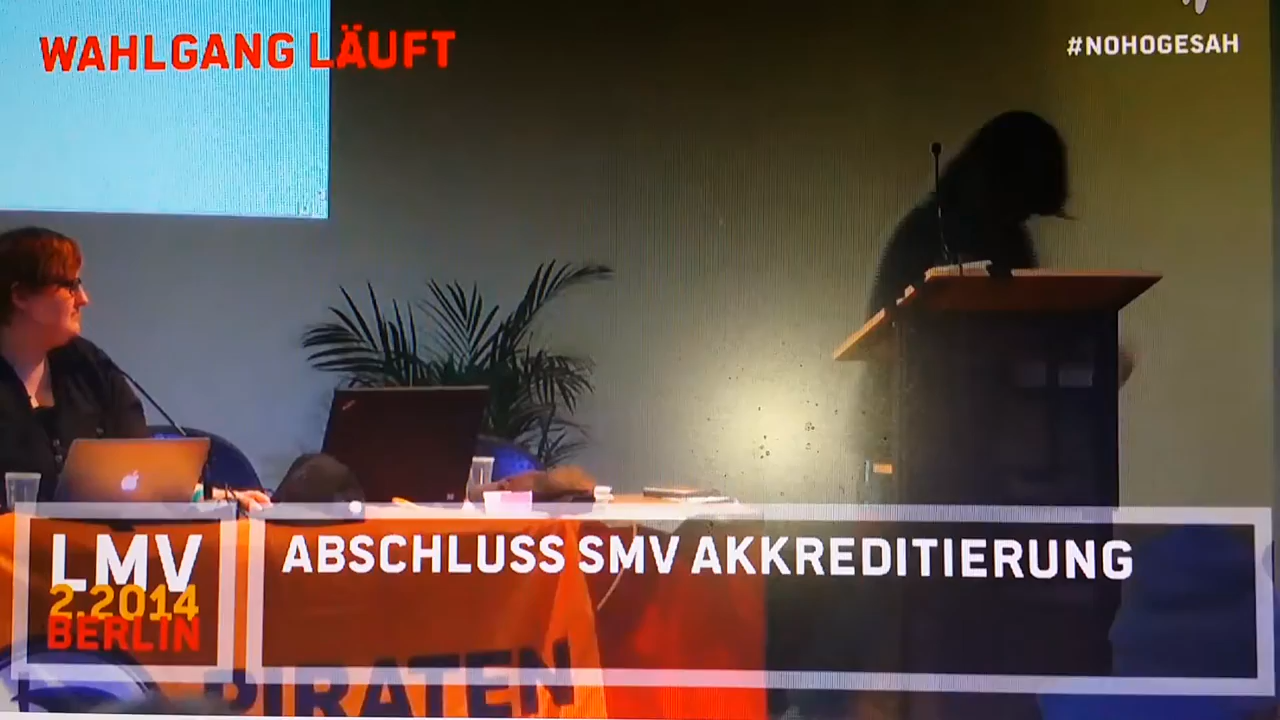 WAHLGANG LÄUFT
#NOHOGESAH
LMV
2.2014
BERLIN
ABSCHLUSS SMV AKKREDITIERUNG
PIRATEN